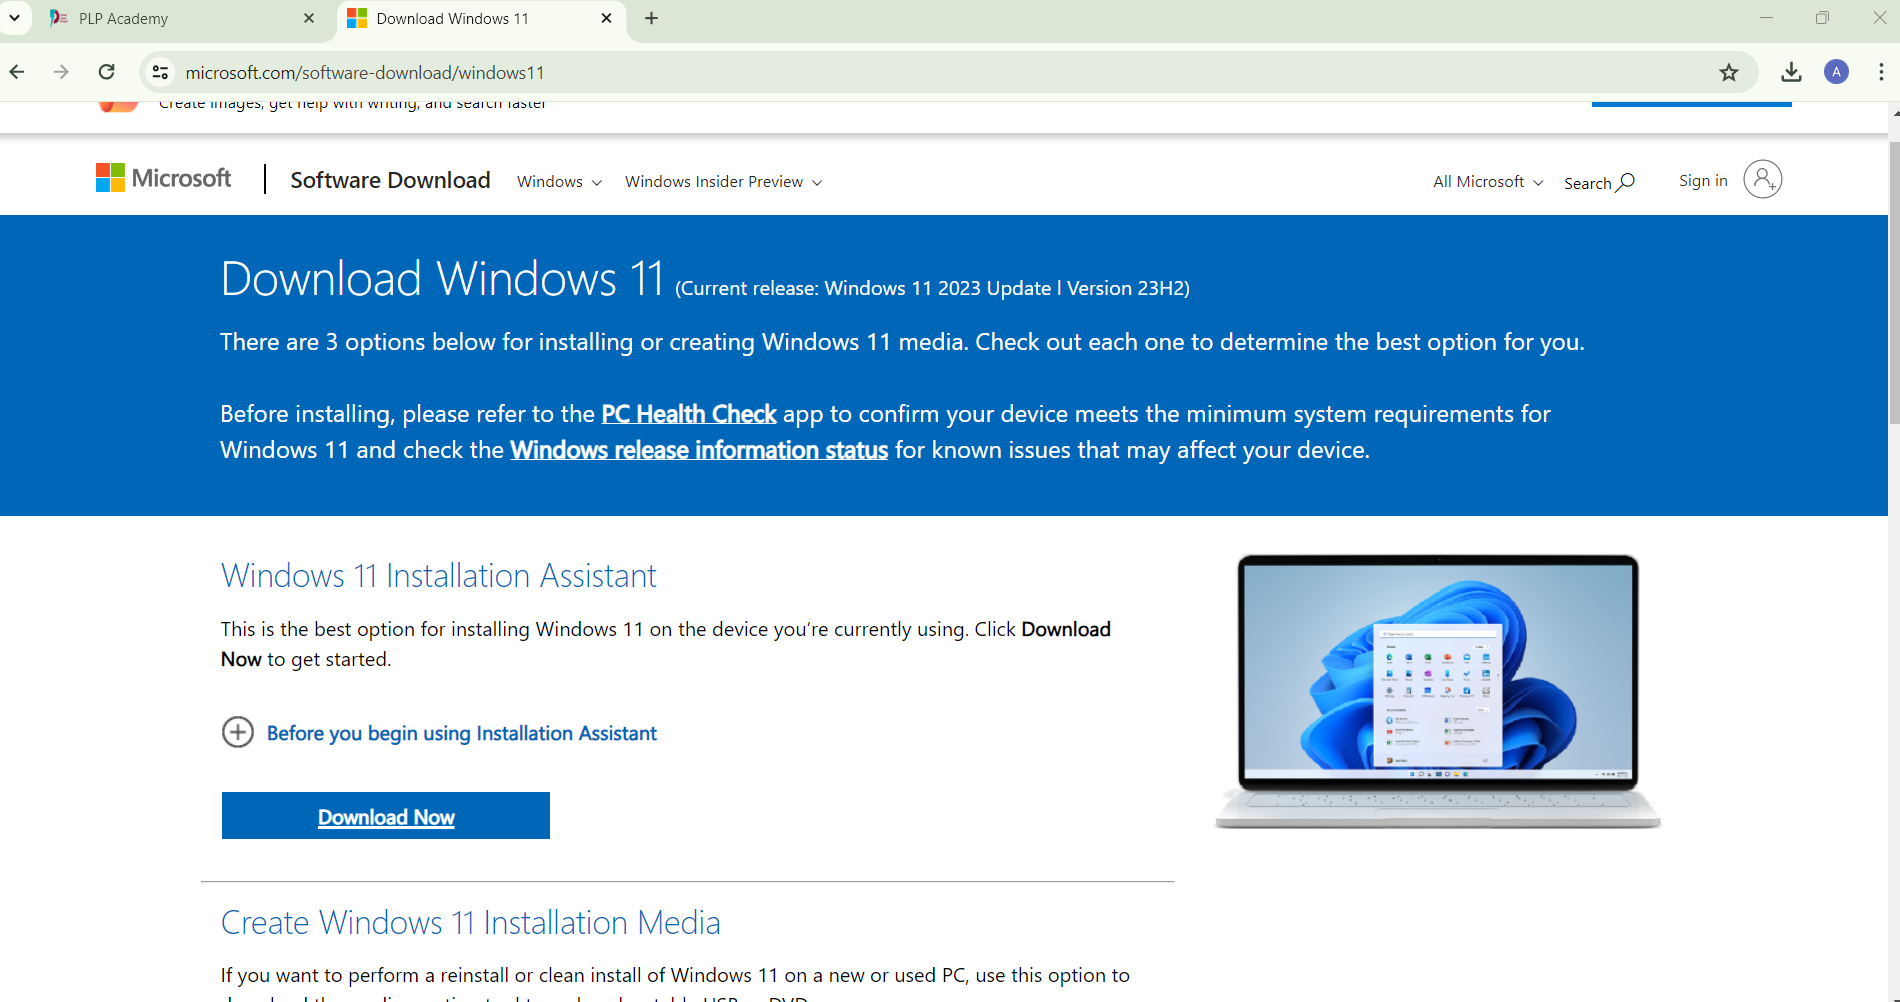 PLP Academy
Download Windows 11
microsoft.com/software-download/windows11
A
Create images, get help with writing, and search faster
Microsoft
Software Download
Windows
Windows Insider Preview
All Microsoft
Search
Sign in
Download Windows 11 (Current release: Windows 11 2023 Update l Version 23H2)
There are 3 options below for installing or creating Windows 11 media. Check out each one to determine the best option for you.
Before installing, please refer to the PC Health Check app to confirm your device meets the minimum system requirements for
Windows 11 and check the Windows release information status for known issues that may affect your device.
Windows 11 Installation Assistant
This is the best option for installing Windows 11 on the device you’re currently using. Click Download
Now to get started.
Before you begin using Installation Assistant
Download Now
Create Windows 11 Installation Media
If you want to perform a reinstall or clean install of Windows 11 on a new or used PC, use this option to